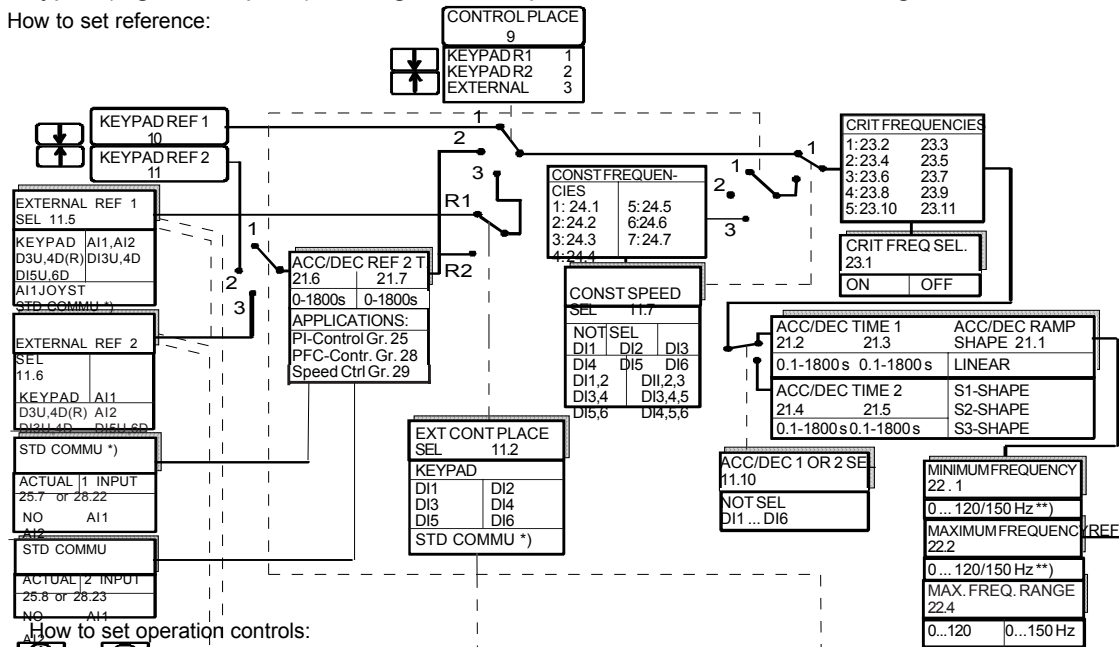 How to set reference:
CONTROL PLACE
9
KEYPAD R1 1
KEYPAD R2 2
EXTERNAL 3
KEYPAD REF 1
10
KEYPAD REF 2
11
EXTERNAL REF 1
SEL 11.5
KEYPAD AI1,AI2
D3U,4D(R) DI3U,4D
DI5U,6D
AI1JOYST
STD COMMU *)
EXTERNAL REF 2
SEL
11.6
KEYPAD AI1
D3U,4D(R) AI2
DI3U,4D DI5U,6D
STD COMMU *)
ACTUAL 1 INPUT
25.7 or 28.22
NO AI1
AI2
STD COMMU
ACTUAL 2 INPUT
25.8 or 28.23
NO AI1
AI2
1
2
3
ACC/DEC REF 2 T
21.6 21.7
0-1800s 0-1800s
APPLICATIONS:
PI-Control Gr. 25
PFC-Contr. Gr. 28
Speed Ctrl Gr. 29
1
2
3
R1
R2
EXT CONT PLACE
SEL 11.2
KEYPAD
DI1 DI2
DI3 DI4
DI5 DI6
STD COMMU *)
CONST FREQUEN-
CIES
1: 24.1 5:24.5
2:24.2 6:24.6
3:24.3 7:24.7
4:24.4
CONST SPEED
SEL 11.7
NOT SEL
DI1 DI2 DI3
DI4 DI5 DI6
DI1,2 DII,2,3
DI3,4 DI3,4,5
DI5,6 DI4,5,6
1
2
3
1
CRIT FREQUENCIES
1:23.2 23.3
2:23.4 23.5
3:23.6 23.7
4:23.8 23.9
5:23.10 23.11
CRIT FREQ SEL.
23.1
ON OFF
ACC/DEC TIME 1 ACC/DEC RAMP
21.2 21.3 SHAPE 21.1
0.1-1800 s 0.1-1800 s LINEAR
ACC/DEC TIME 2 S1-SHAPE
21.4 21.5 S2-SHAPE
0.1-1800 s 0.1-1800 s S3-SHAPE
ACC/DEC 1 OR 2 SEL
11.10
NOT SEL
DI1 ... DI6
MINIMUM FREQUENCY
22 . 1
0 ... 120/150 Hz **)
MAXIMUM FREQUENCY REF
22.2
0 ... 120/150 Hz **)
MAX. FREQ. RANGE
22.4
0...120 0...150 Hz
How to set operation controls: